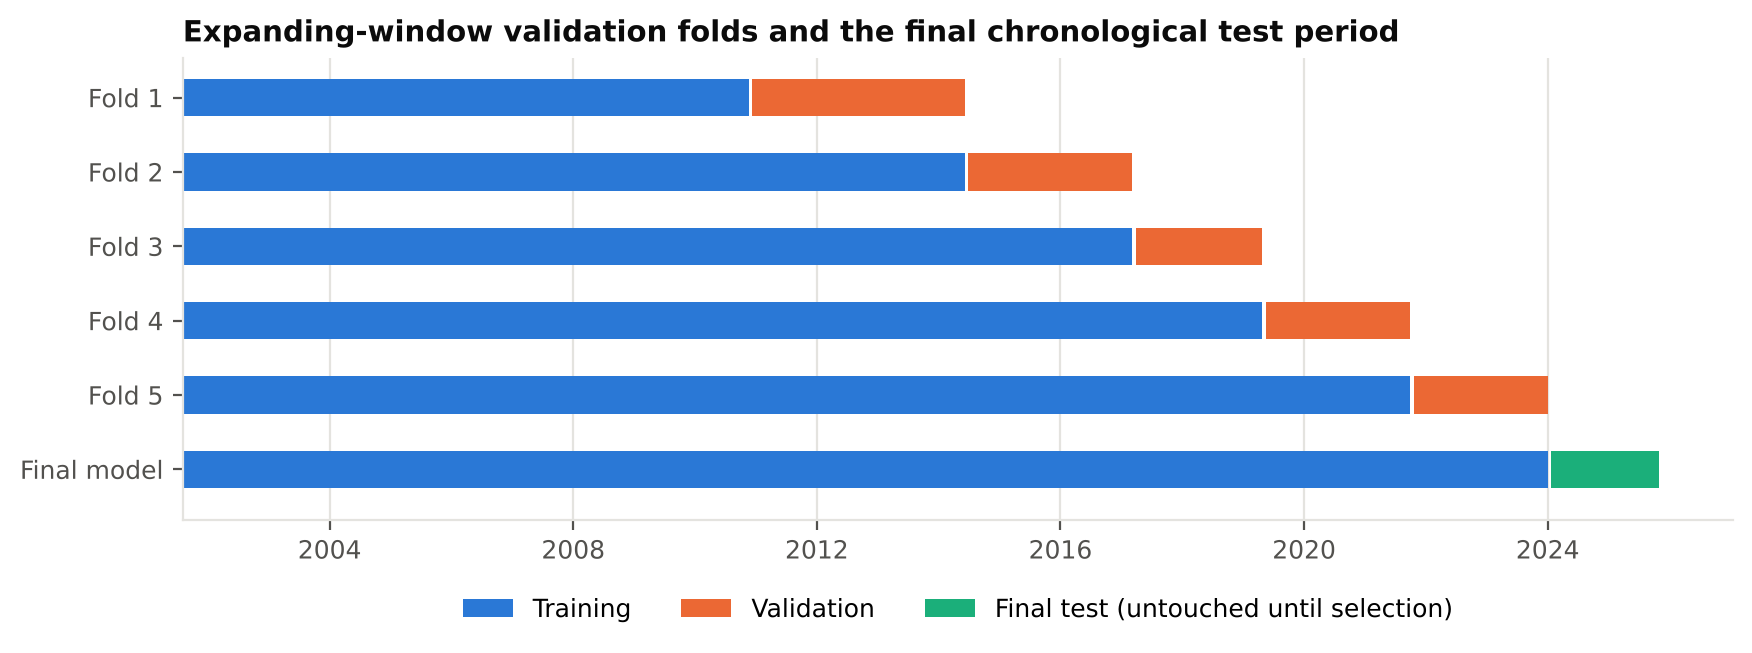 Expanding-window validation folds and the final chronological test period
Fold 1
Fold 2
Fold 3
Fold 4
Fold 5
Final model
2004 2008 2012 2016 2020 2024
Training Validation Final test (untouched until selection)